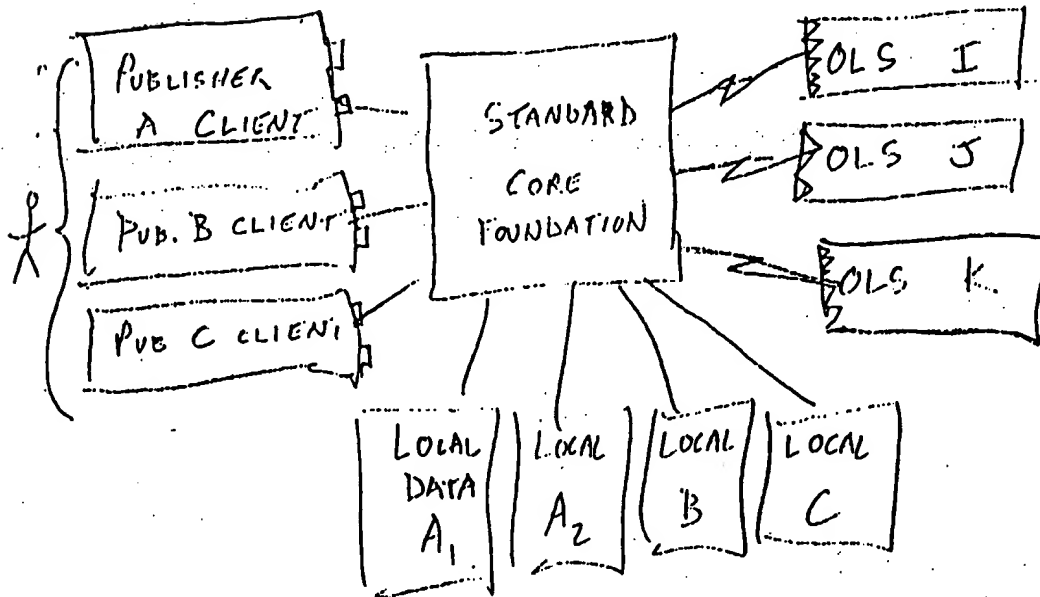 PUBLISHER
A CLIENT
PUB. B CLIENT
PUB C CLIENT
STANDARD
CORE
FOUNDATION
OLS I
OLS J
OLS K.
LOCAL
DATA
A₁
LOCAL
A₂
LOCAL
B
LOCAL
C